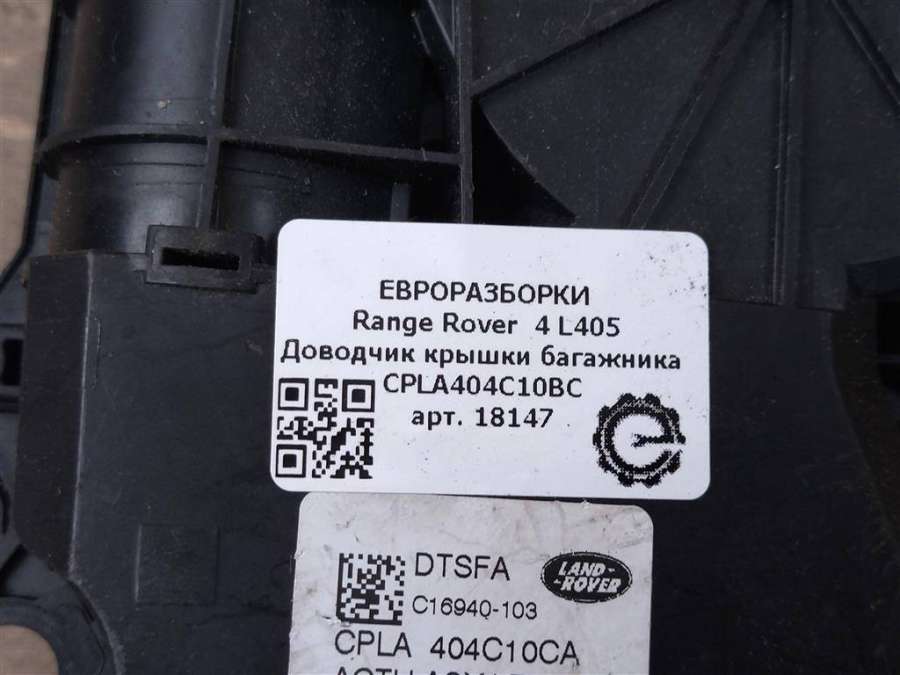 ЕВРОРАЗБОРКИ
Range Rover 4 L405
Доводчик крышки багажника
CPLA404C10BC
арт. 18147
DTSFA
LAND-
-ROVER
C16940-103
CPLA 404C10CA